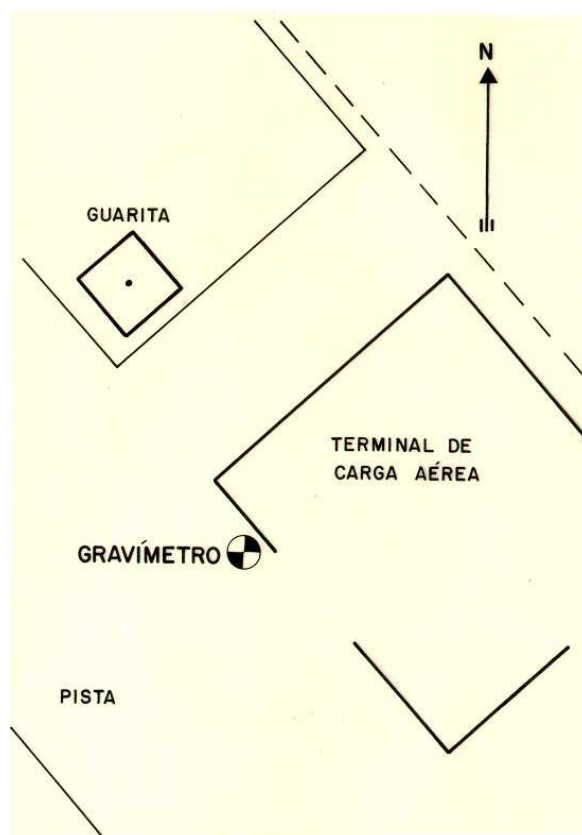 N
GUARITA
TERMINAL DE
CARGA AÉREA
GRAVÍMETRO
PISTA